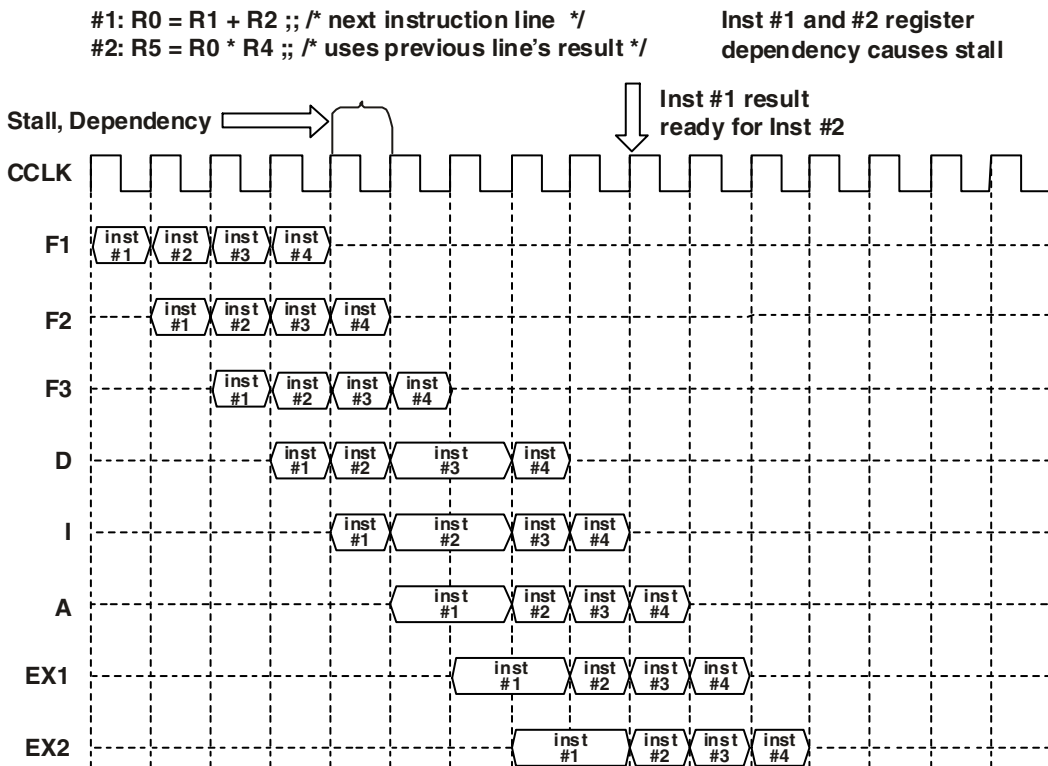 #1: R0 = R1 + R2 ;; /* next instruction line */
#2: R5 = R0 * R4 ;; /* uses previous line's result */
Inst #1 and #2 register
dependency causes stall
Stall, Dependency
Inst #1 result
ready for Inst #2
CCLK
F1
inst #1
inst #2
inst #3
inst #4
F2
inst #1
inst #2
inst #3
inst #4
F3
inst #1
inst #2
inst #3
inst #4
D
inst #1
inst #2
inst #3
inst #4
I
inst #1
inst #2
inst #3
inst #4
A
inst #1
inst #2
inst #3
inst #4
EX1
inst #1
inst #2
inst #3
inst #4
EX2
inst #1
inst #2
inst #3
inst #4